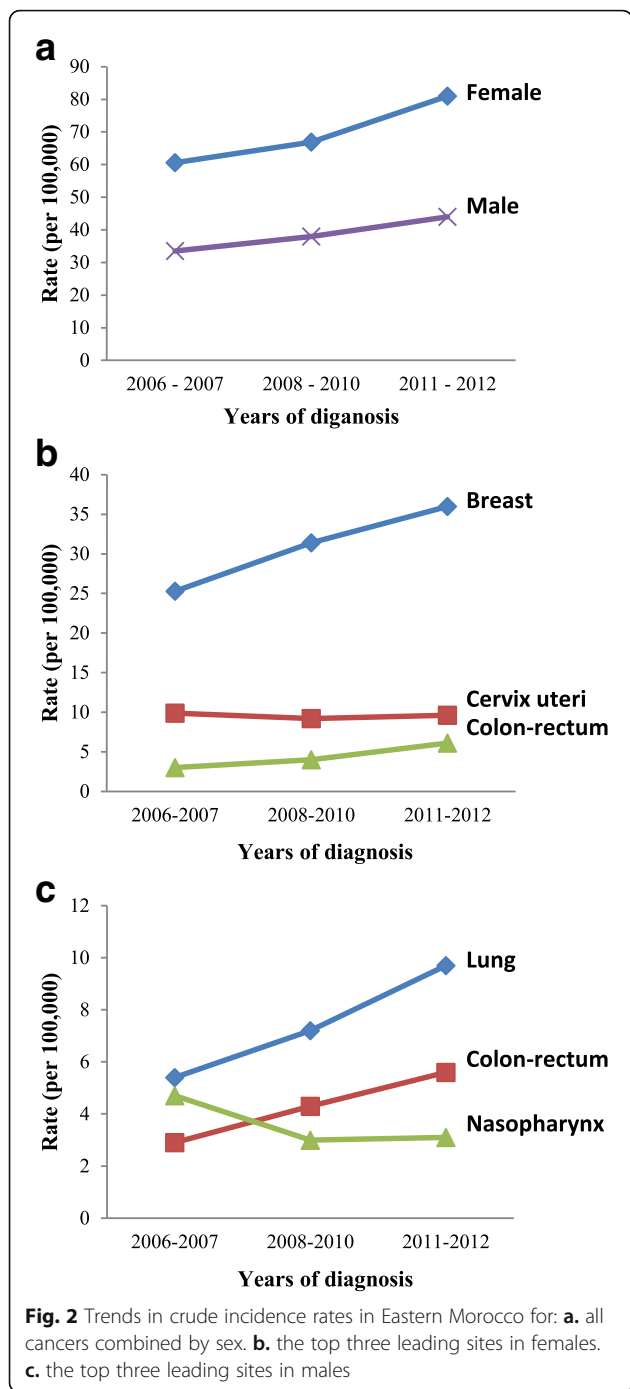 a
90
80
70
60
50
40
30
20
10
0
Rate (per 100,000)
Female
Male
2006 - 2007 2008 - 2010 2011 - 2012
Years of diganosis
b
40
35
30
25
20
15
10
5
0
Rate (per 100,000)
Breast
Cervix uteri
Colon-rectum
2006-2007 2008-2010 2011-2012
Years of diagnosis
c
12
10
8
6
4
2
0
Rate (per 100,000)
Lung
Colon-rectum
Nasopharynx
2006-2007 2008-2010 2011-2012
Years of diagnosis
Fig. 2 Trends in crude incidence rates in Eastern Morocco for: a. all
cancers combined by sex. b. the top three leading sites in females.
c. the top three leading sites in males